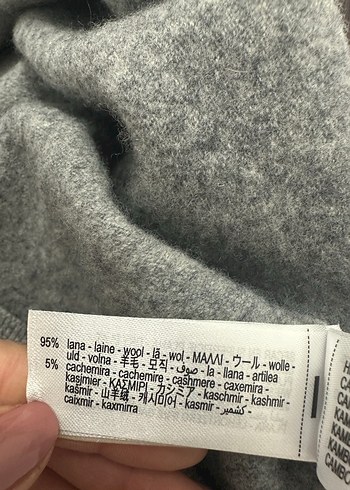 95% lana - laine - wool - lã - wol - ΜΑΛΛΙ - ウール - wolle -
uld - volna - 羊毛 - 모직 - صوف - la - llana - artilea
5% cachemira - cachemire - cashmere - caxemira -
kasjmier - ΚΑΣΜΙΡΙ - カシミア - kaschmir - kashmir -
kašmír - 山羊绒 - 캐시미어 - kasmir - كشمير -
caixmir - kaxmirra